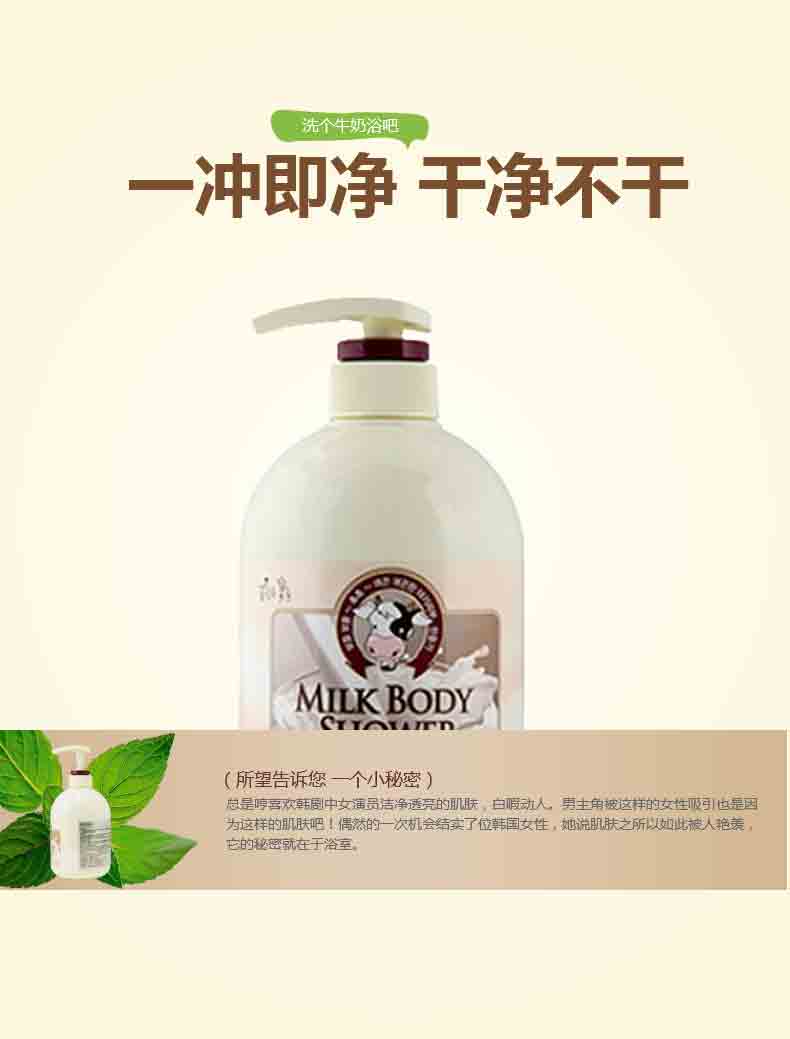 洗个牛奶浴吧
一冲即净 干净不干
MILK BODY
SHOWER
( 所望告诉您 一个小秘密 )
总是哼喜欢韩剧中女演员洁净透亮的肌肤，白暇动人。男主角被这样的女性吸引也是因
为这样的肌肤吧！偶然的一次机会结实了位韩国女性，她说肌肤之所以如此被人艳羡，
它的秘密就在于浴室。